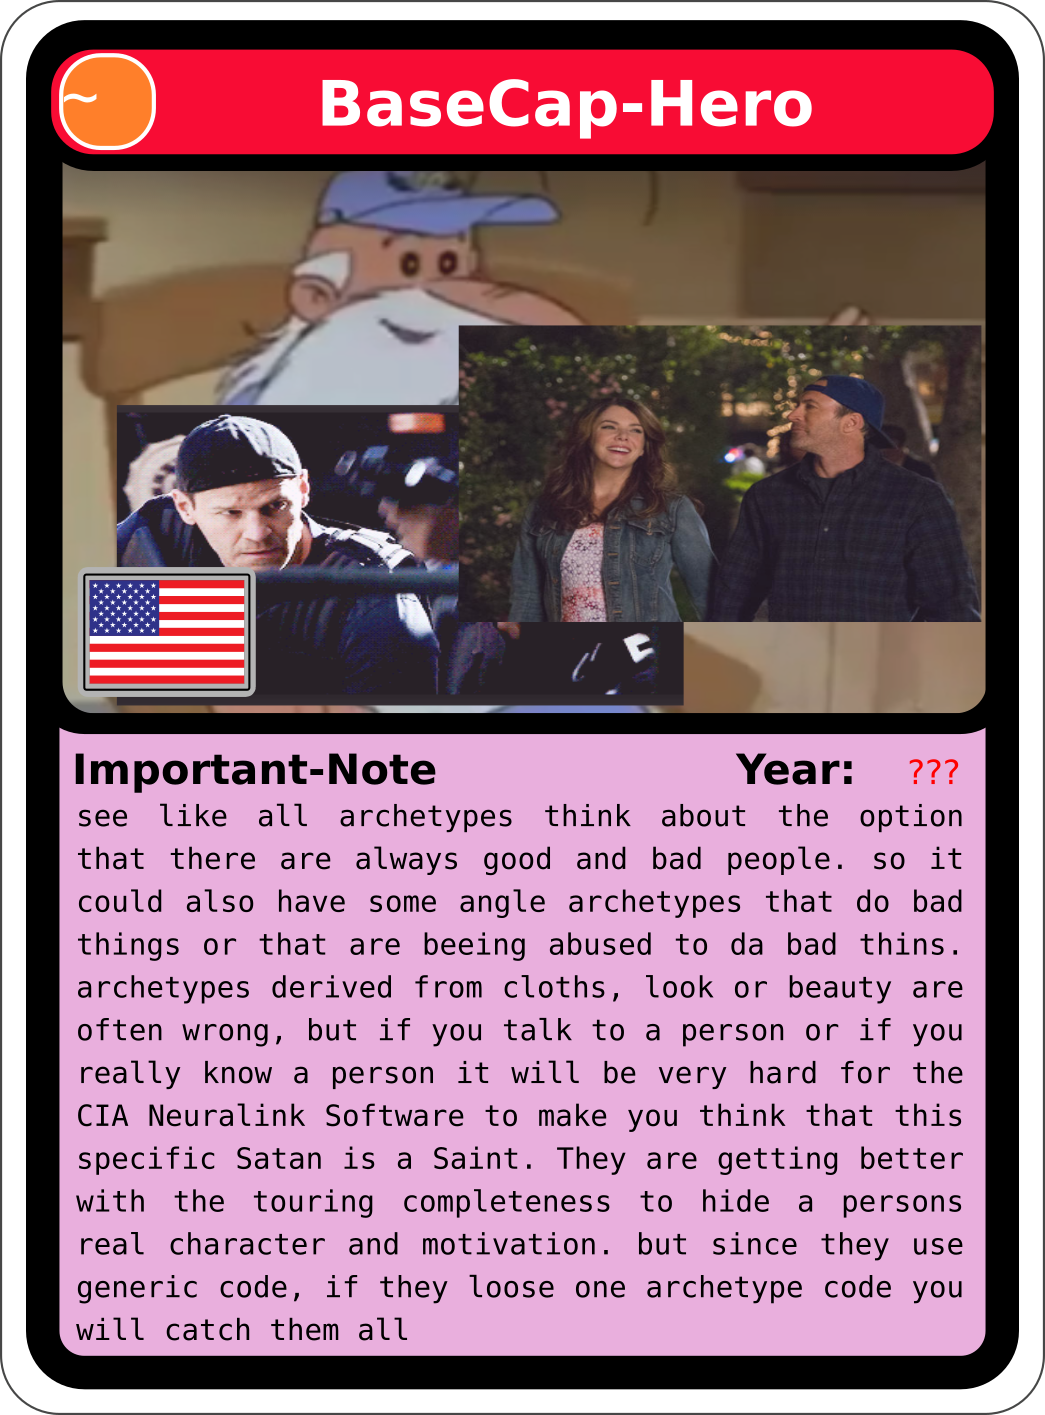 ~
BaseCap-Hero
Important-Note Year: ???
see like all archetypes think about the option
that there are always good and bad people. so it
could also have some angle archetypes that do bad
things or that are beeing abused to da bad thins.
archetypes derived from cloths, look or beauty are
often wrong, but if you talk to a person or if you
really know a person it will be very hard for the
CIA Neuralink Software to make you think that this
specific Satan is a Saint. They are getting better
with the touring completeness to hide a persons
real character and motivation. but since they use
generic code, if they loose one archetype code you
will catch them all